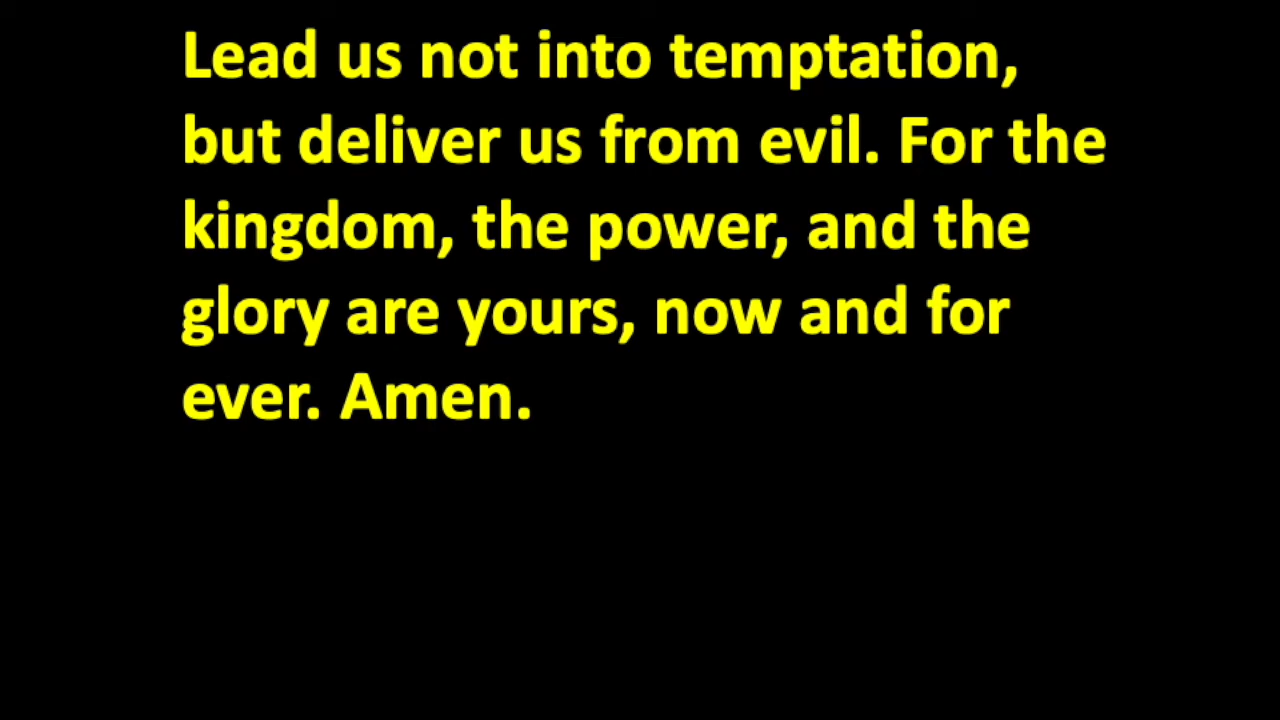 Lead us not into temptation,
but deliver us from evil. For the
kingdom, the power, and the
glory are yours, now and for
ever. Amen.